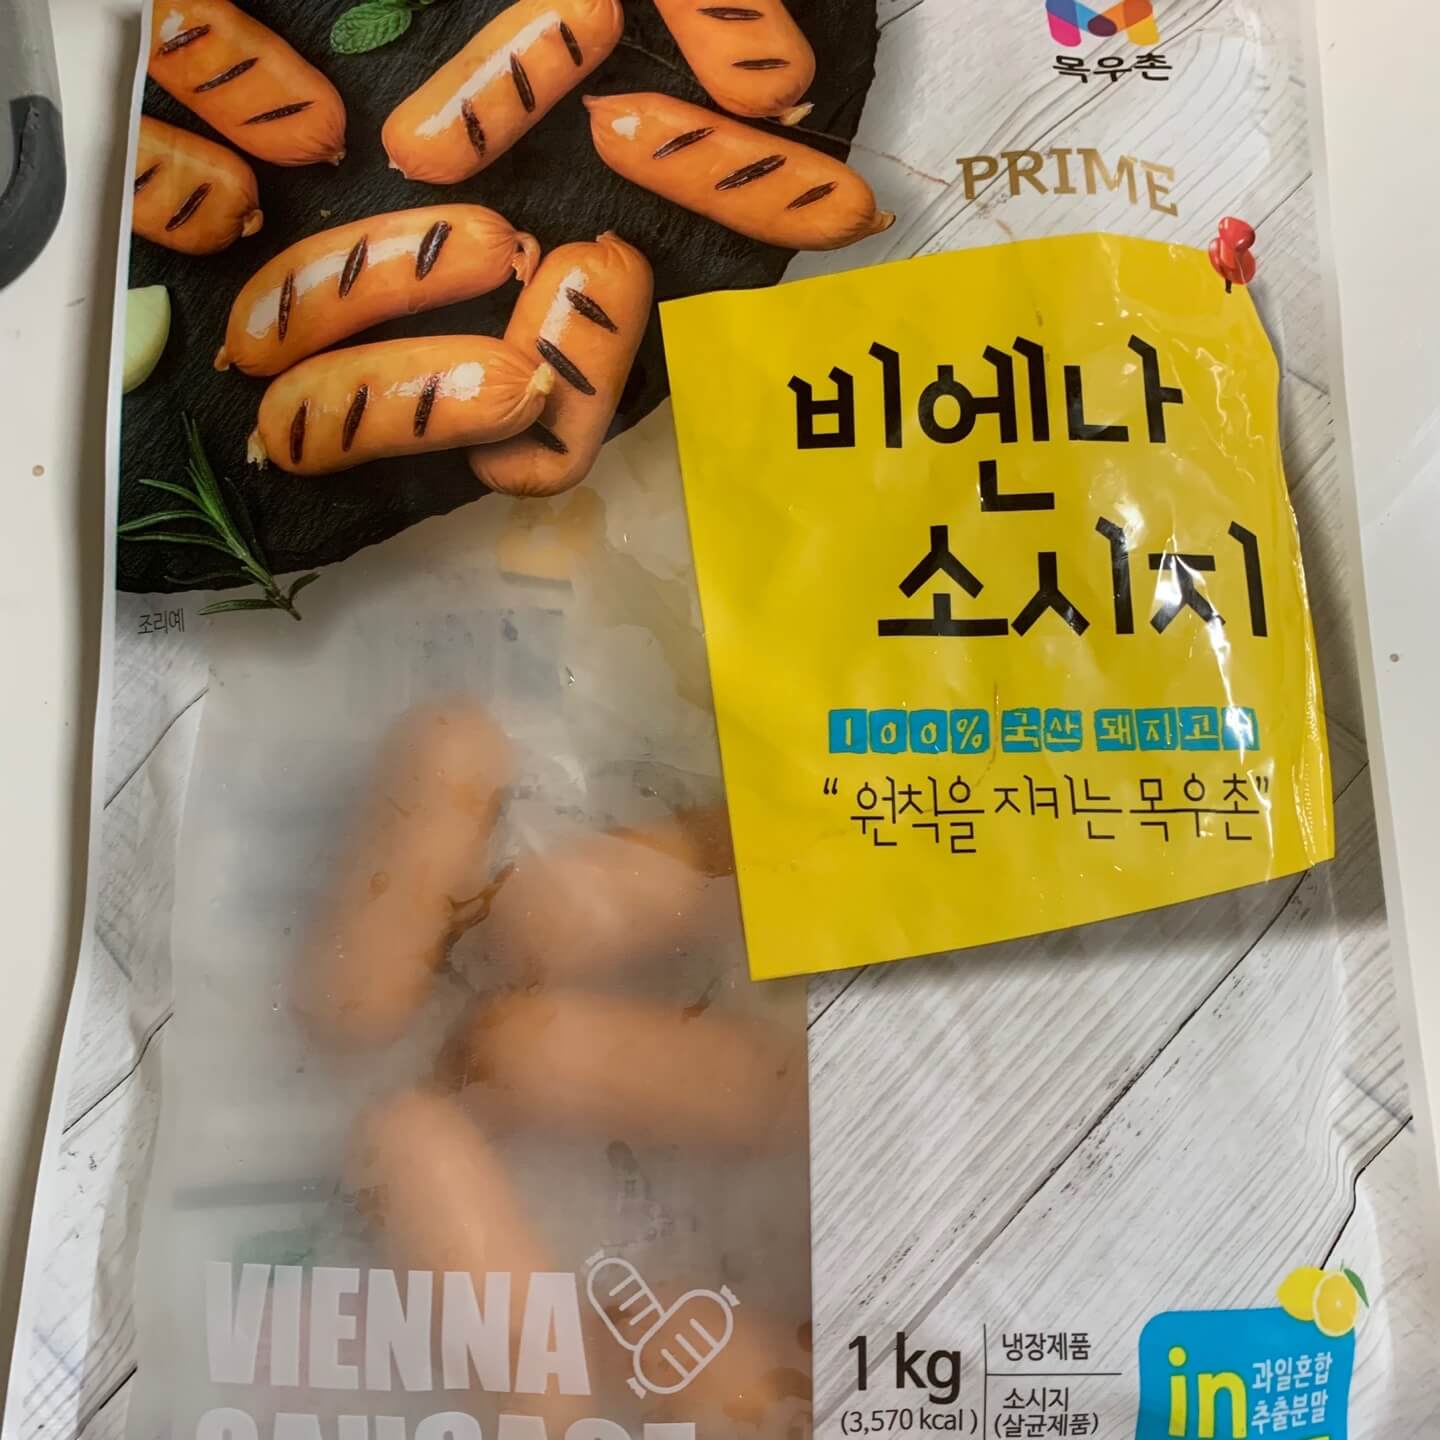 목우촌
PRIME
비엔나
소시지
100% 국산 돼지고기
"원칙을 지키는 목우촌"
조리예
VIENNA
SAUSAGE
1 kg
(3,570 kcal)
냉장제품
소시지
(살균제품)
in
과일혼합
추출분말